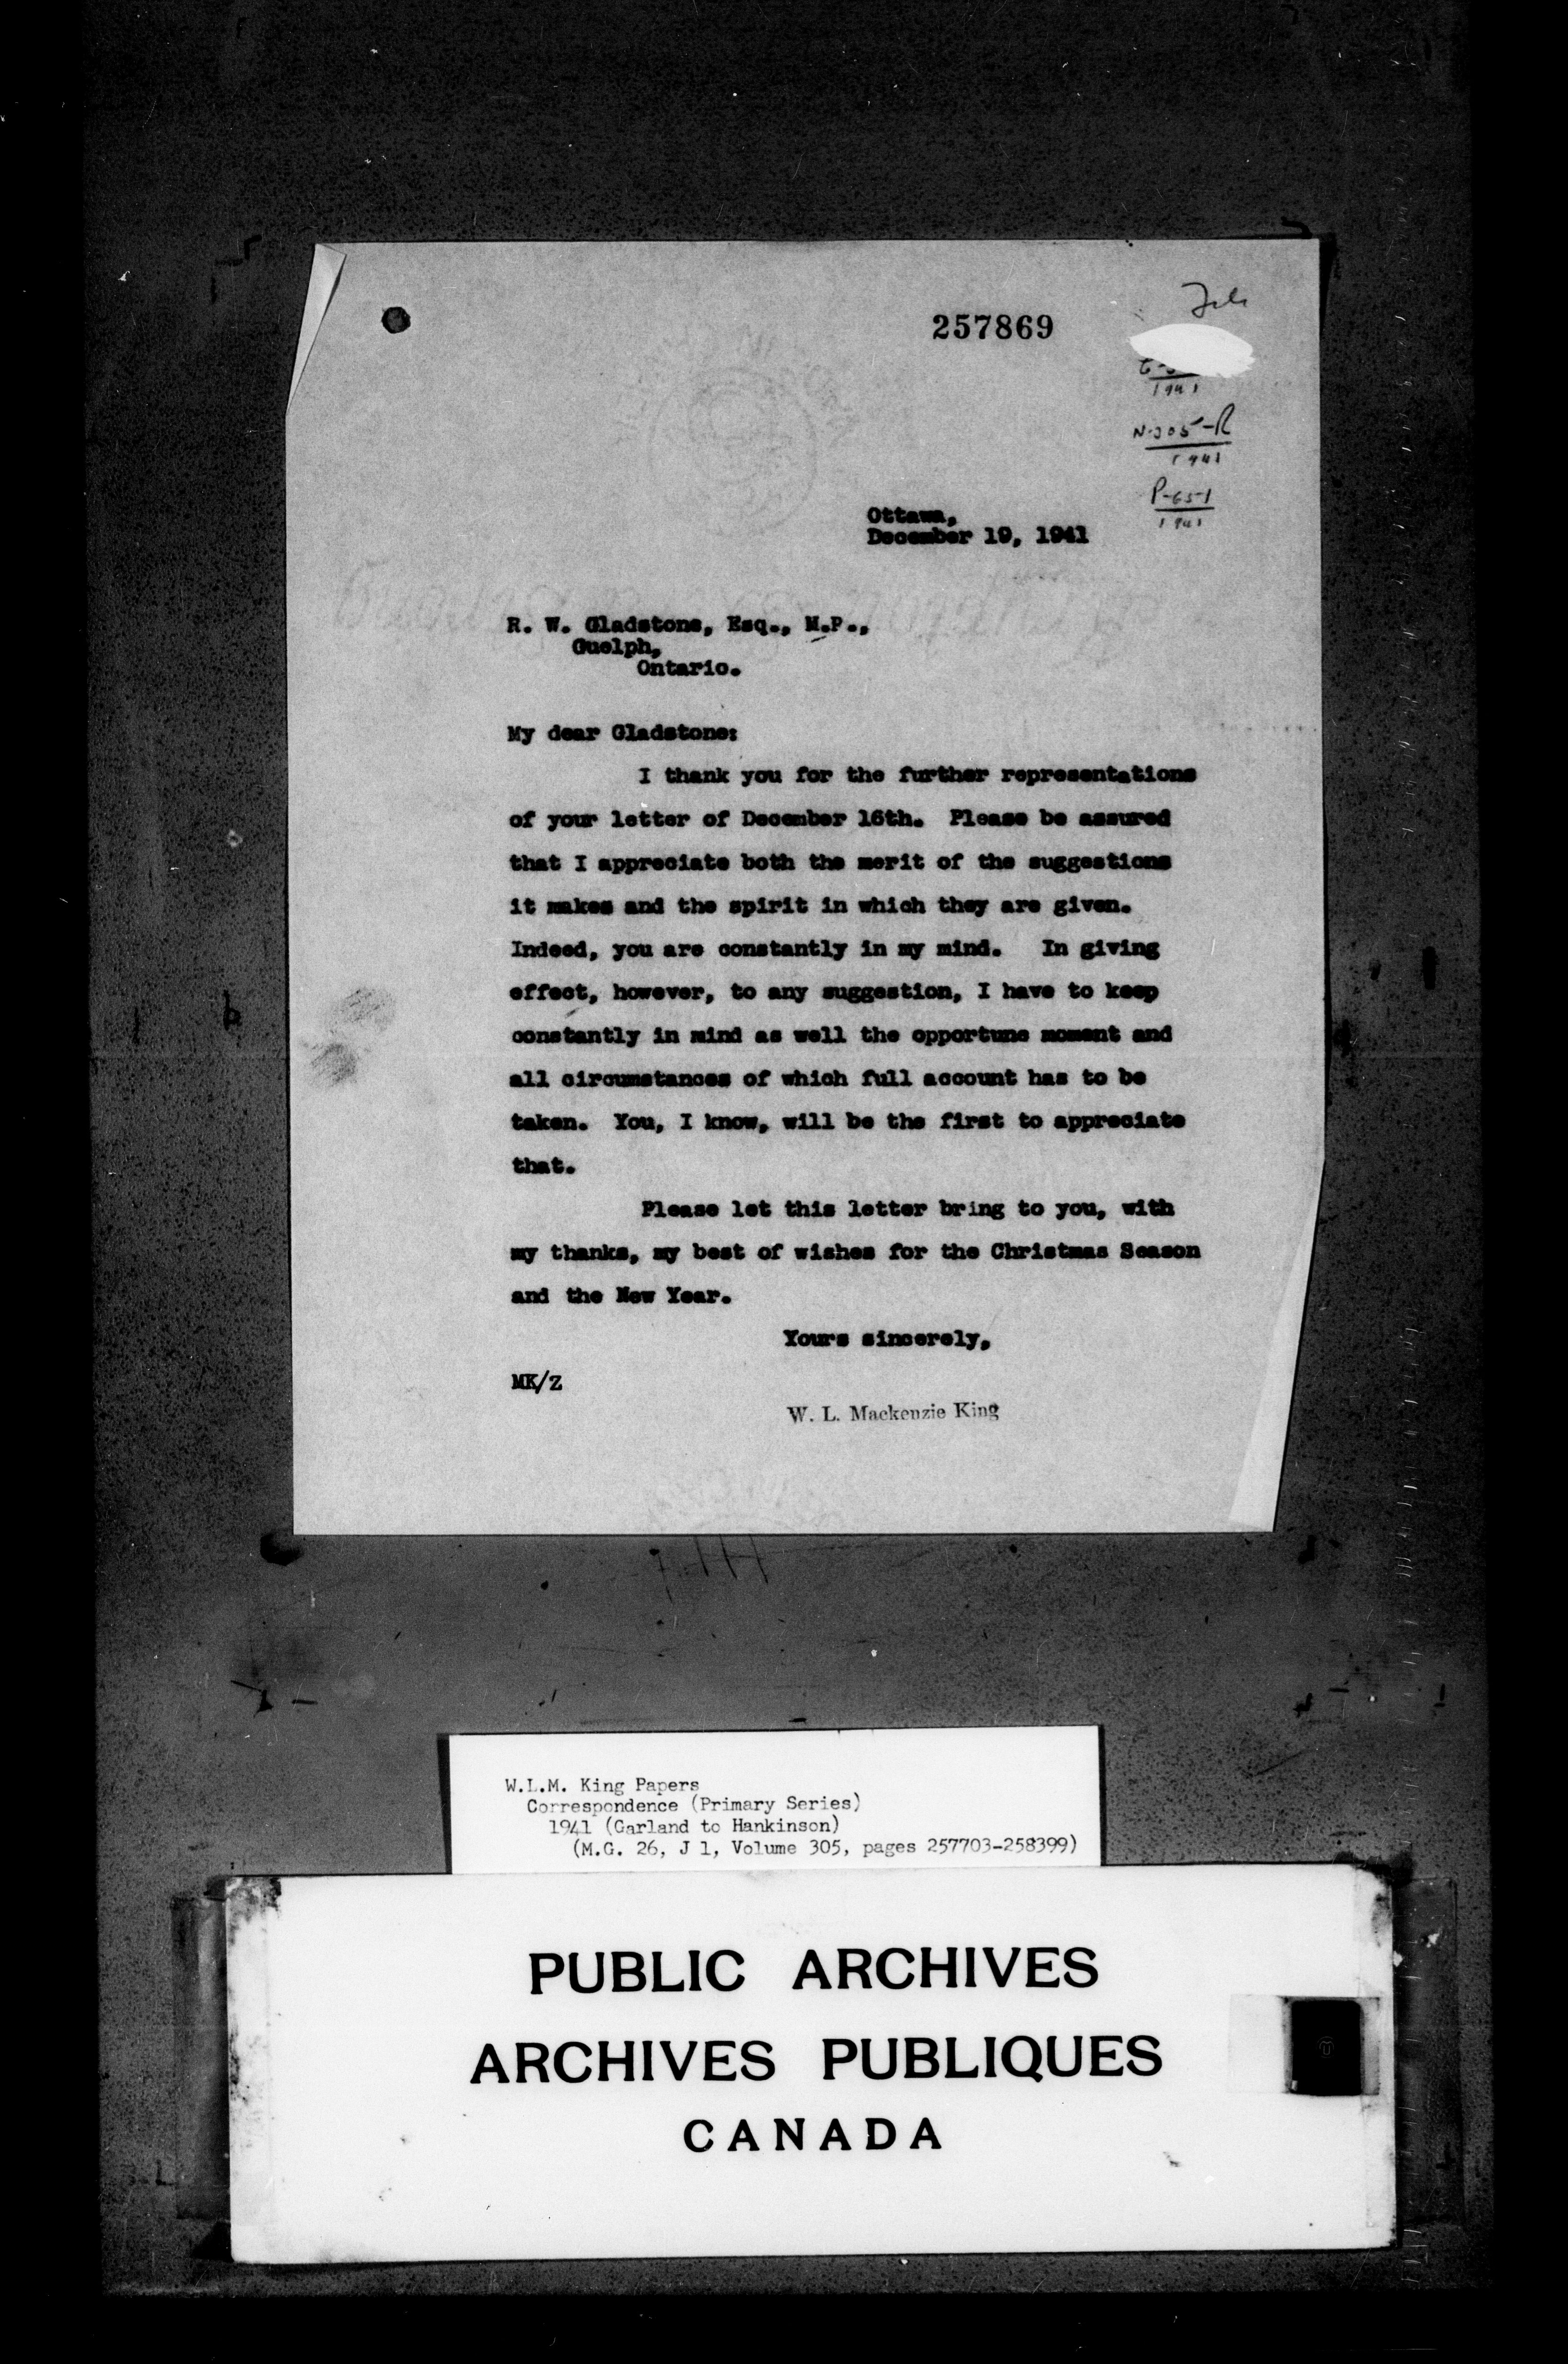 257869
1941
N-305-R
1941
P-65-1
1941
Ottawa,
December 19, 1941
R. W. Gladstone, Esq., M.P.,
Guelph,
Ontario.
My dear Gladstone:
I thank you for the further representations
of your letter of December 16th. Please be assured
that I appreciate both the merit of the suggestions
it makes and the spirit in which they are given.
Indeed, you are constantly in my mind. In giving
effect, however, to any suggestion, I have to keep
constantly in mind as well the opportune moment and
all circumstances of which full account has to be
taken. You, I know, will be the first to appreciate
that.
Please let this letter bring to you, with
my thanks, my best of wishes for the Christmas Season
and the New Year.
Yours sincerely,
MK/Z
W. L. Mackenzie King
W.L.M. King Papers
Correspondence (Primary Series)
1941 (Garland to Hankinson)
(M.G. 26, J 1, Volume 305, pages 257703-258399)
PUBLIC ARCHIVES
ARCHIVES PUBLIQUES
CANADA